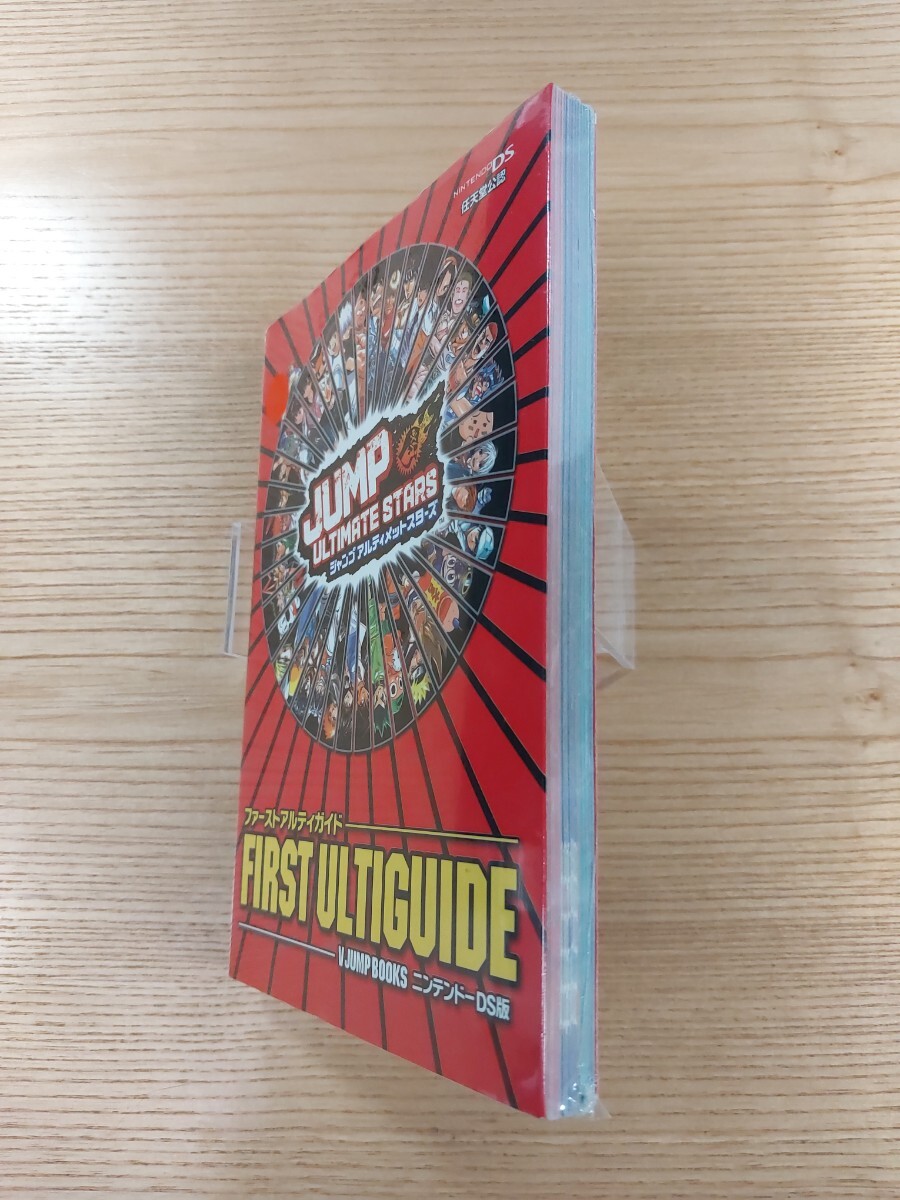 NINTENDO DS
任天堂公認
JUMP
ULTIMATE STARS
ジャンプアルティメットスターズ
ファーストアルティガイド
FIRST ULTIGUIDE
V JUMP BOOKS ニンテンドーDS版